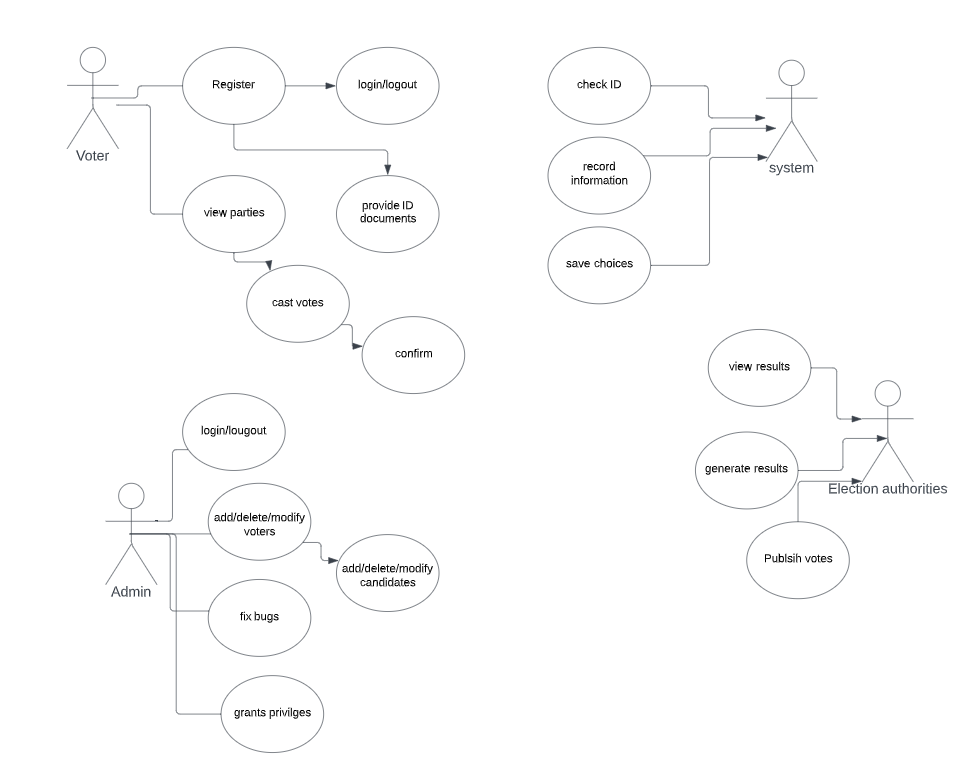 Register
login/logout
Voter
view parties
provide ID
documents
cast votes
confirm
check ID
record
information
save choices
system
view results
generate results
Election authorities
Publsih votes
login/lougout
add/delete/modify
voters
add/delete/modify
candidates
Admin
fix bugs
grants privilges